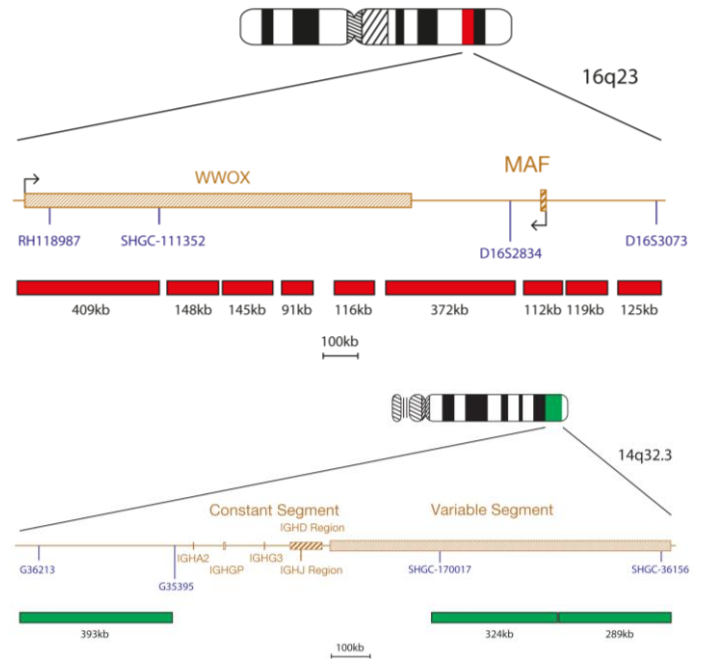 16q23
MAF
WWOX
RH118987
SHGC-111352
D16S2834
D16S3073
409kb
148kb
145kb
91kb
116kb
372kb
112kb
119kb
125kb
100kb
14q32.3
Constant Segment
Variable Segment
IGHD Region
IGHA2
IGHGP
IGHG3
IGHJ Region
G36213
G35395
SHGC-170017
SHGC-36156
393kb
324kb
289kb
100kb